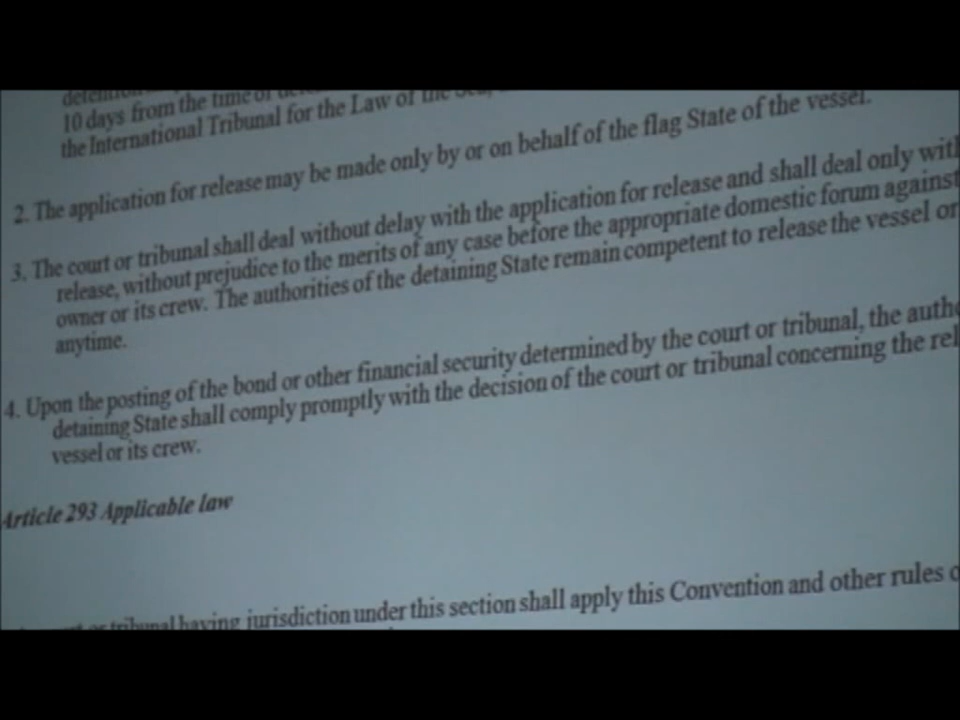 10 days from the time of
the International Tribunal for the Law of the
2. The application for release may be made only by or on behalf of the flag State of the vessel.
3. The court or tribunal shall deal without delay with the application for release and shall deal only with
release, without prejudice to the merits of any case before the appropriate domestic forum against
owner or its crew. The authorities of the detaining State remain competent to release the vessel or
anytime.
4. Upon the posting of the bond or other financial security determined by the court or tribunal, the
detaining State shall comply promptly with the decision of the court or tribunal concerning the
vessel or its crew.
Article 293 Applicable law
or tribunal having jurisdiction under this section shall apply this Convention and other rules